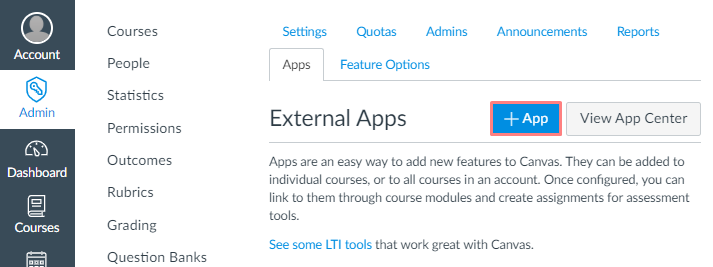 Account
Admin
Dashboard
Courses
Courses
People
Statistics
Permissions
Outcomes
Rubrics
Grading
Question Banks
Settings Quotas Admins Announcements Reports
Apps Feature Options
External Apps + App View App Center
Apps are an easy way to add new features to Canvas. They can be added to
individual courses, or to all courses in an account. Once configured, you can
link to them through course modules and create assignments for assessment
tools.
See some LTI tools that work great with Canvas.